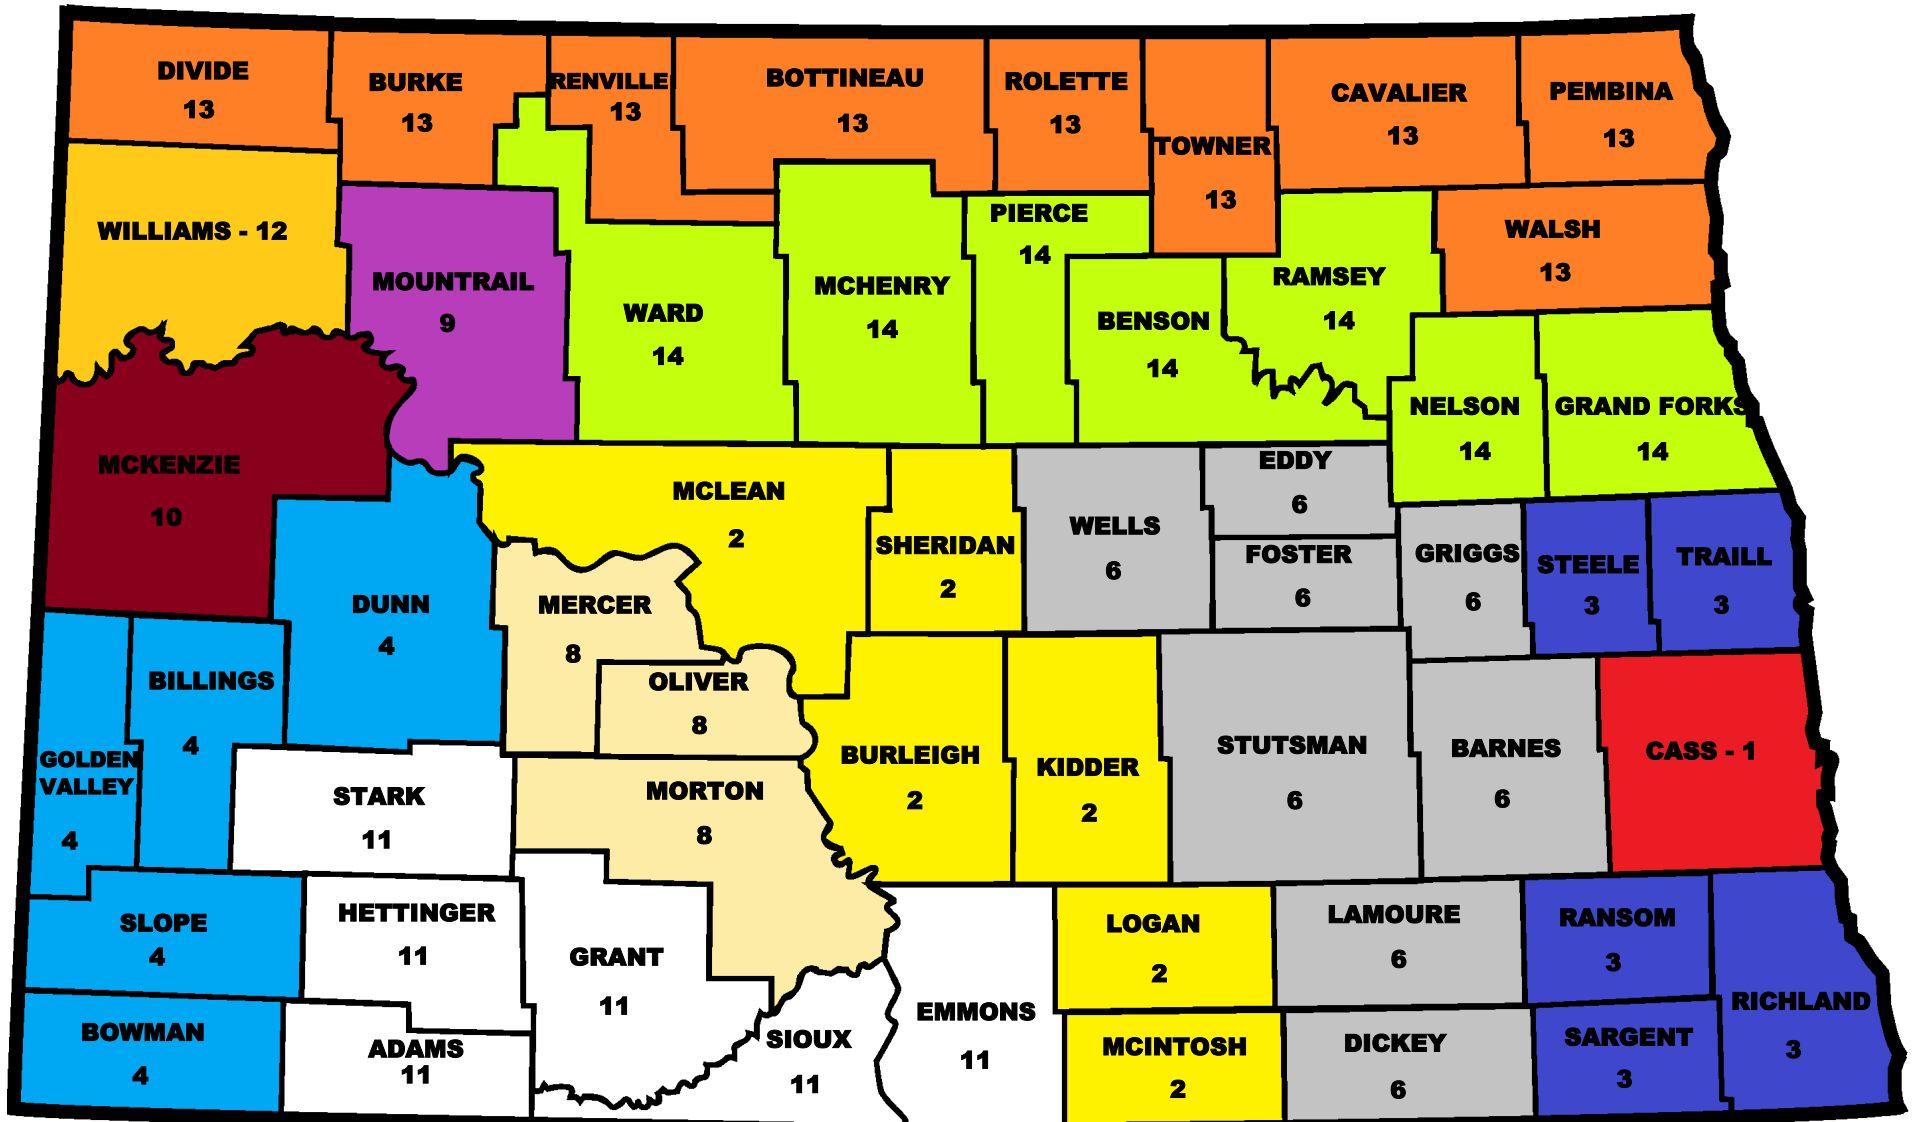 DIVIDE
13
BURKE
13
RENVILLE
13
BOTTINEAU
13
ROLETTE
13
TOWNER
13
CAVALIER
13
PEMBINA
13
WILLIAMS - 12
MOUNTRAIL
9
WARD
14
MCHENRY
14
PIERCE
14
BENSON
14
RAMSEY
14
WALSH
13
NELSON
14
GRAND FORKS
14
MCKENZIE
10
DUNN
4
MCLEAN
2
SHERIDAN
2
WELLS
6
EDDY
6
FOSTER
6
GRIGGS
6
STEELE
3
TRAILL
3
MERCER
8
OLIVER
8
BILLINGS
4
GOLDEN
VALLEY
4
STARK
11
MORTON
8
BURLEIGH
2
KIDDER
2
STUTSMAN
6
BARNES
6
CASS - 1
SLOPE
4
HETTINGER
11
GRANT
11
EMMONS
11
LOGAN
2
LAMOURE
6
RANSOM
3
RICHLAND
3
BOWMAN
4
ADAMS
11
SIOUX
11
MCINTOSH
2
DICKEY
6
SARGENT
3